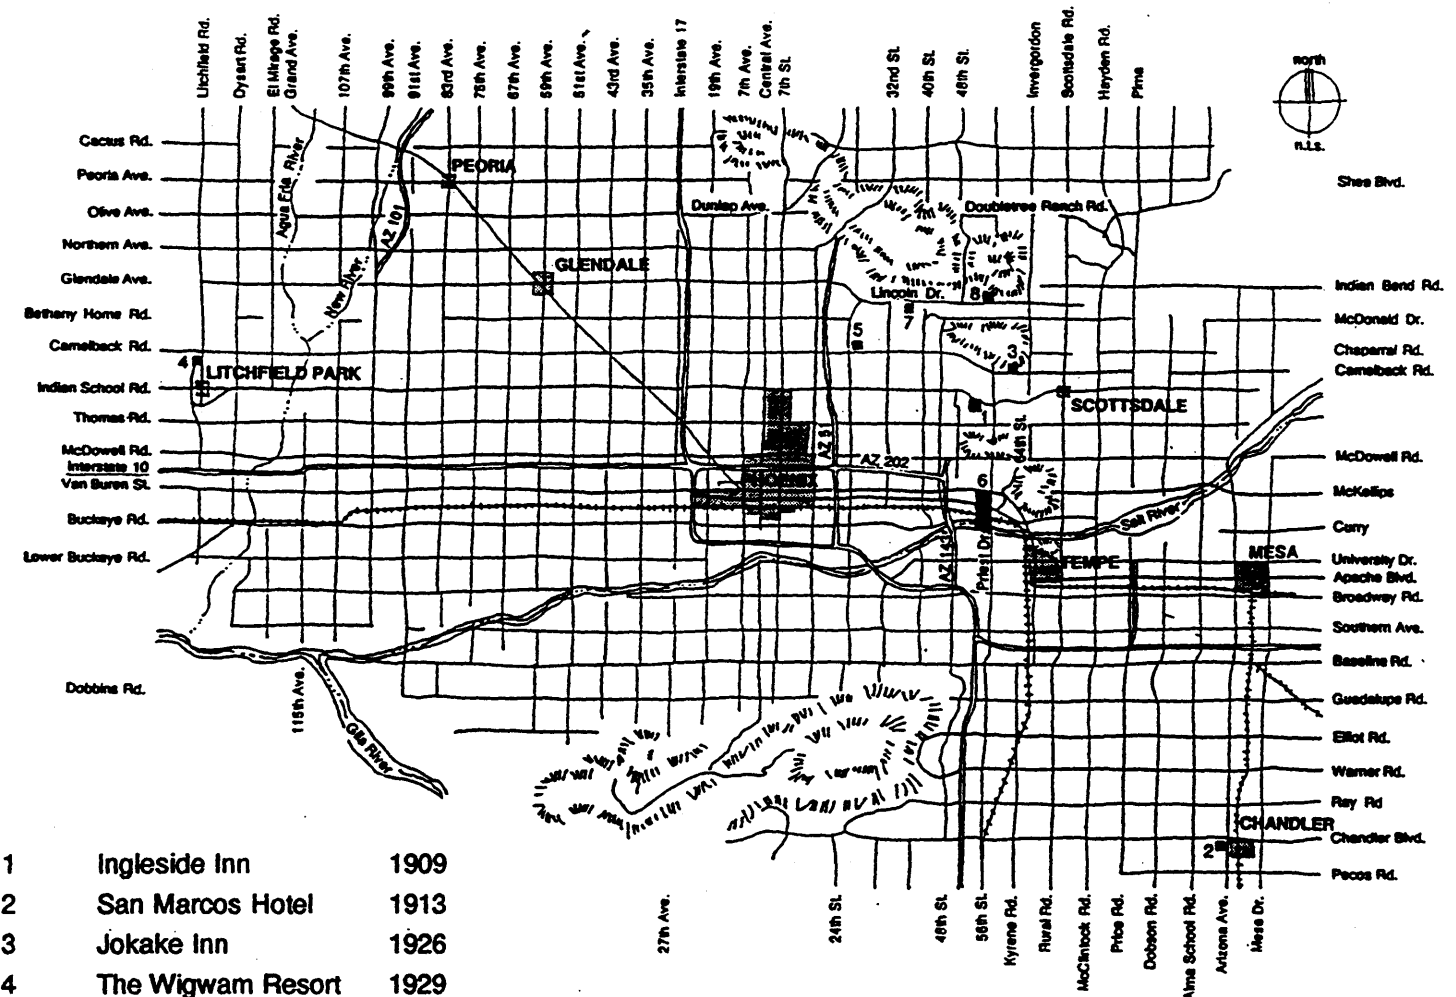 Litchfield Rd.
Dysart Rd.
El Mirage Rd.
Grand Ave.
107th Ave.
99th Ave.
91st Ave.
83rd Ave.
75th Ave.
67th Ave.
59th Ave.
51st Ave.
43rd Ave.
35th Ave.
Interstate 17
19th Ave.
7th Ave.
Central Ave.
7th St.
32nd St.
40th St.
48th St.
Invergordon
Scottsdale Rd.
Hayden Rd.
Pima
north
n.t.s.
Cactus Rd.
Peoria Ave.
Olive Ave.
Northern Ave.
Glendale Ave.
Bethany Home Rd.
Camelback Rd.
Indian School Rd.
Thomas Rd.
McDowell Rd.
Interstate 10
Van Buren St.
Buckeye Rd.
Lower Buckeye Rd.
Dobbins Rd.
Agua Fria River
New River
AZ 101
PEORIA
GLENDALE
4
LITCHFIELD PARK
Dunlap Ave.
Doubletree Ranch Rd.
Lincoln Dr.
8
7
5
3
1
SCOTTSDALE
64th St.
AZ 51
AZ 202
PHOENIX
6
Salt River
AZ 143
Priest Dr.
TEMPE
MESA
115th Ave.
Gila River
CHANDLER
2
Shea Blvd.
Indian Bend Rd.
McDonald Dr.
Chaparral Rd.
Camelback Rd.
McDowell Rd.
McKellips
Curry
University Dr.
Apache Blvd.
Broadway Rd.
Southern Ave.
Baseline Rd.
Guadalupe Rd.
Elliot Rd.
Warner Rd.
Ray Rd
Chandler Blvd.
Pecos Rd.
27th Ave.
24th St.
48th St.
56th St.
Kyrene Rd.
Rural Rd.
McClintock Rd.
Price Rd.
Dobson Rd.
Alma School Rd.
Arizona Ave.
Mesa Dr.
1 Ingleside Inn 1909
2 San Marcos Hotel 1913
3 Jokake Inn 1926
4 The Wigwam Resort 1929